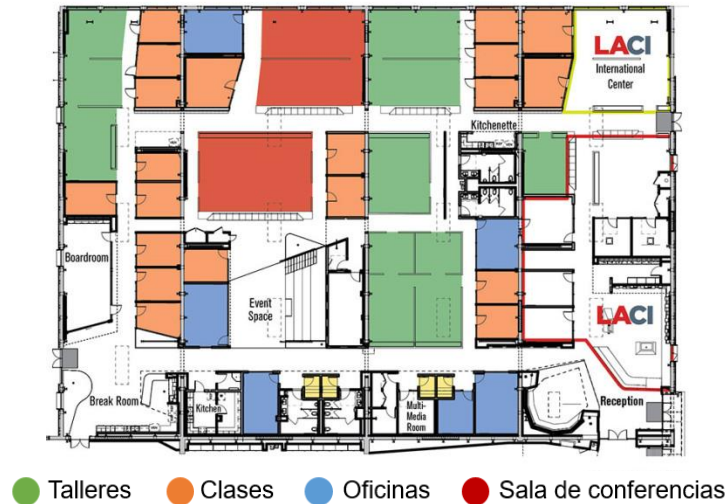 LACI
International
Center
Kitchenette
Boardroom
Event
Space
LACI
Break Room
Kitchen
Multi-
Media
Room
Reception
Talleres
Clases
Oficinas
Sala de conferencias